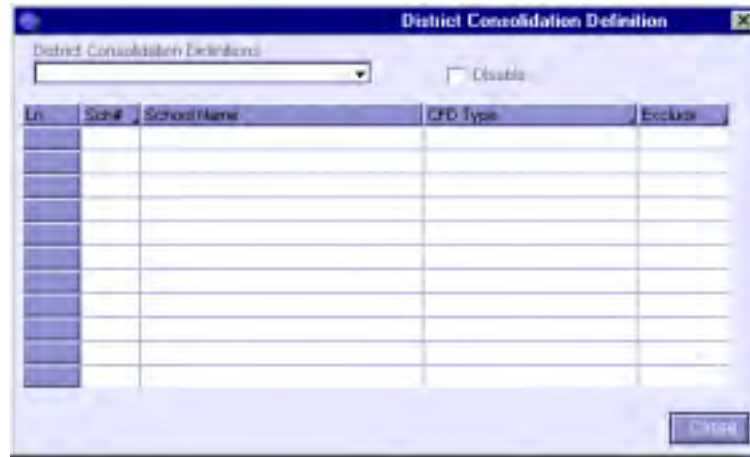 District Consolidation Definition
District Consolidation Definitions
Disable
Ln Sch# School Name CFD Type Exclude
Close